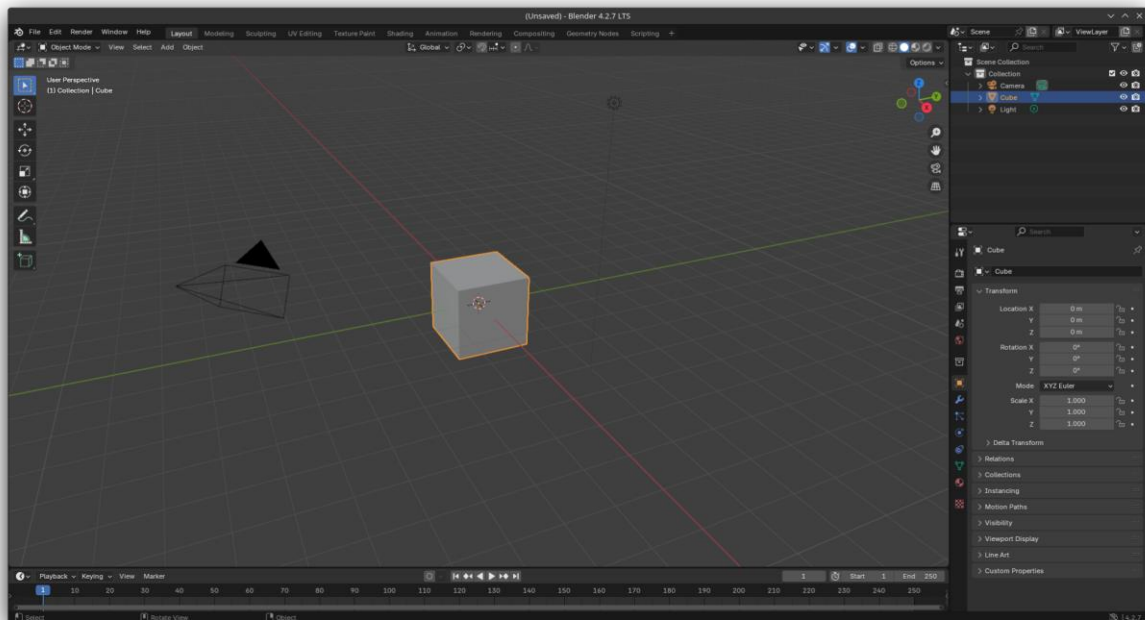 (Unsaved) - Blender 4.2.7 LTS
File Edit Render Window Help Layout Modeling Sculpting UV Editing Texture Paint Shading Animation Rendering Compositing Geometry Nodes Scripting + Scene ViewLayer
Object Mode View Select Add Object Global Search
Options
User Perspective
(1) Collection | Cube
Z
Y
X
Scene Collection
Collection
Camera
Cube
Light
Search
Cube
Cube
Transform
Location X 0 m
Y 0 m
Z 0 m
Rotation X 0°
Y 0°
Z 0°
Mode XYZ Euler
Scale X 1.000
Y 1.000
Z 1.000
Delta Transform
Relations
Collections
Instancing
Motion Paths
Visibility
Viewport Display
Line Art
Custom Properties
Playback Keying View Marker 1 Start 1 End 250
1 10 20 30 40 50 60 70 80 90 100 110 120 130 140 150 160 170 180 190 200 210 220 230 240 250
Select Rotate View Object 4.2.7